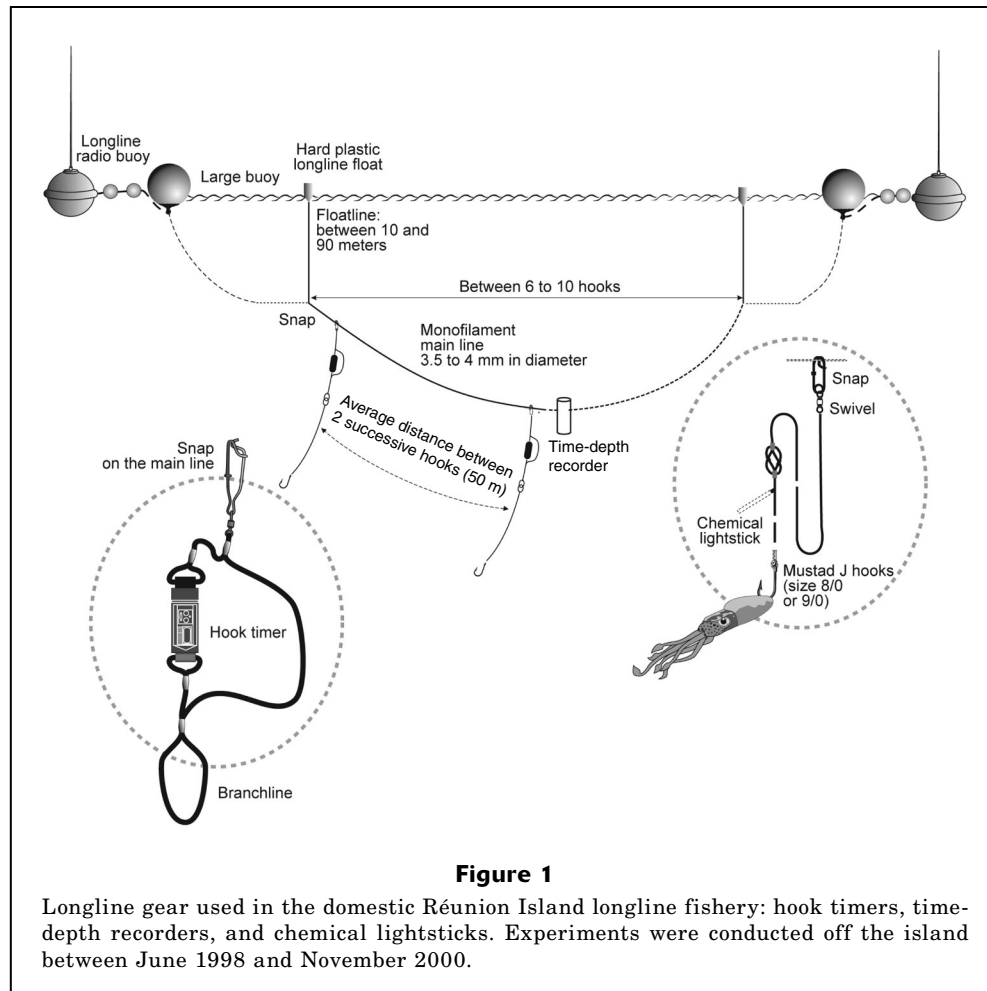 Longline
radio buoy
Large buoy
Hard plastic
longline float
Floatline:
between 10 and
90 meters
Between 6 to 10 hooks
Snap
Monofilament
main line
3.5 to 4 mm in diameter
Average distance between
2 successive hooks (50 m)
Time-depth
recorder
Snap
on the main line
Hook timer
Branchline
Snap
Swivel
Chemical
lightstick
Mustad J hooks
(size 8/0
or 9/0)
Figure 1
Longline gear used in the domestic Réunion Island longline fishery: hook timers, time-
depth recorders, and chemical lightsticks. Experiments were conducted off the island
between June 1998 and November 2000.